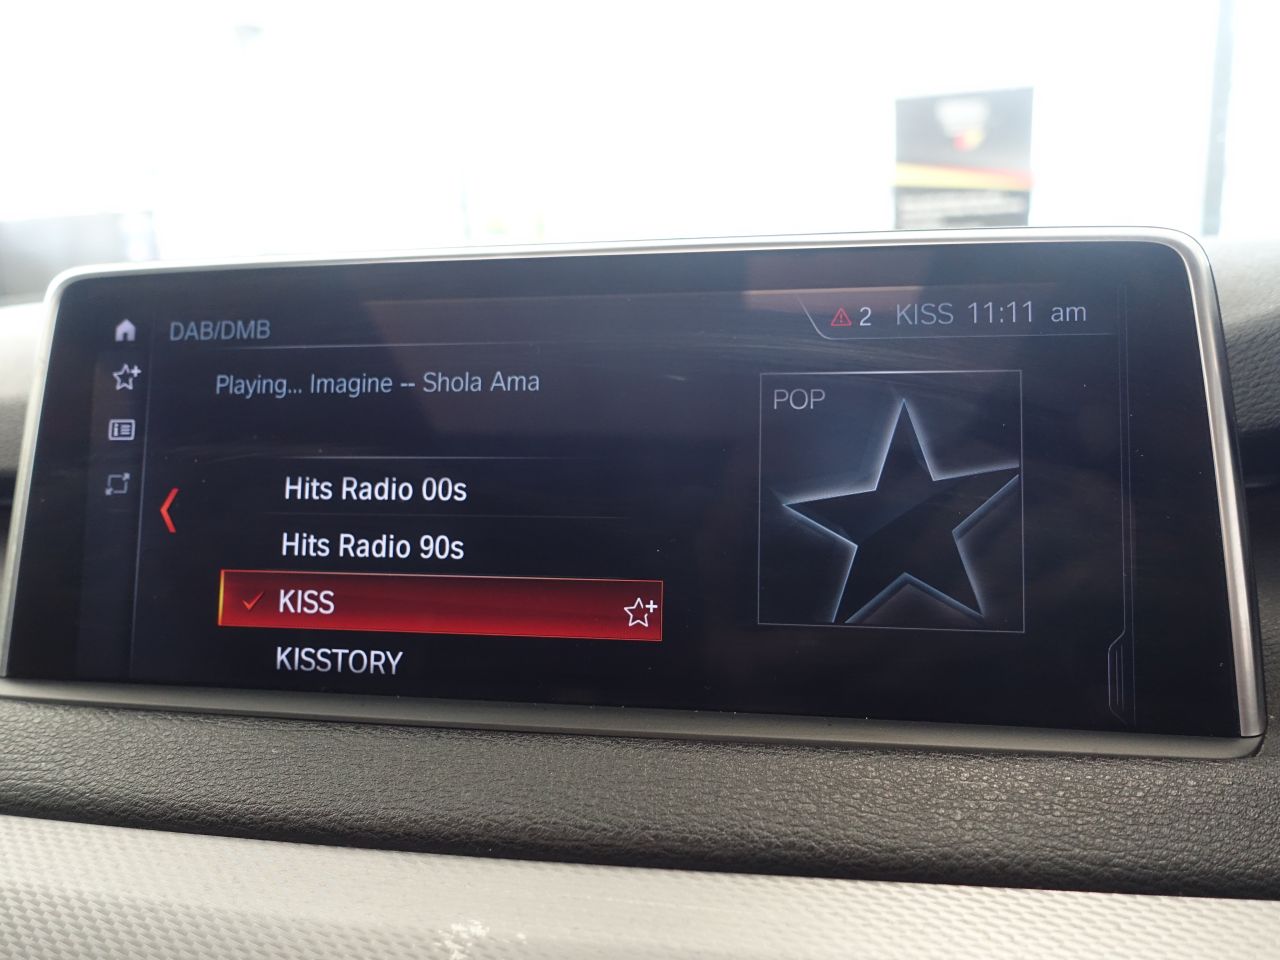 DAB/DMB
2 KISS 11:11 am
Playing... Imagine -- Shola Ama
POP
Hits Radio 00s
Hits Radio 90s
KISS
KISSTORY